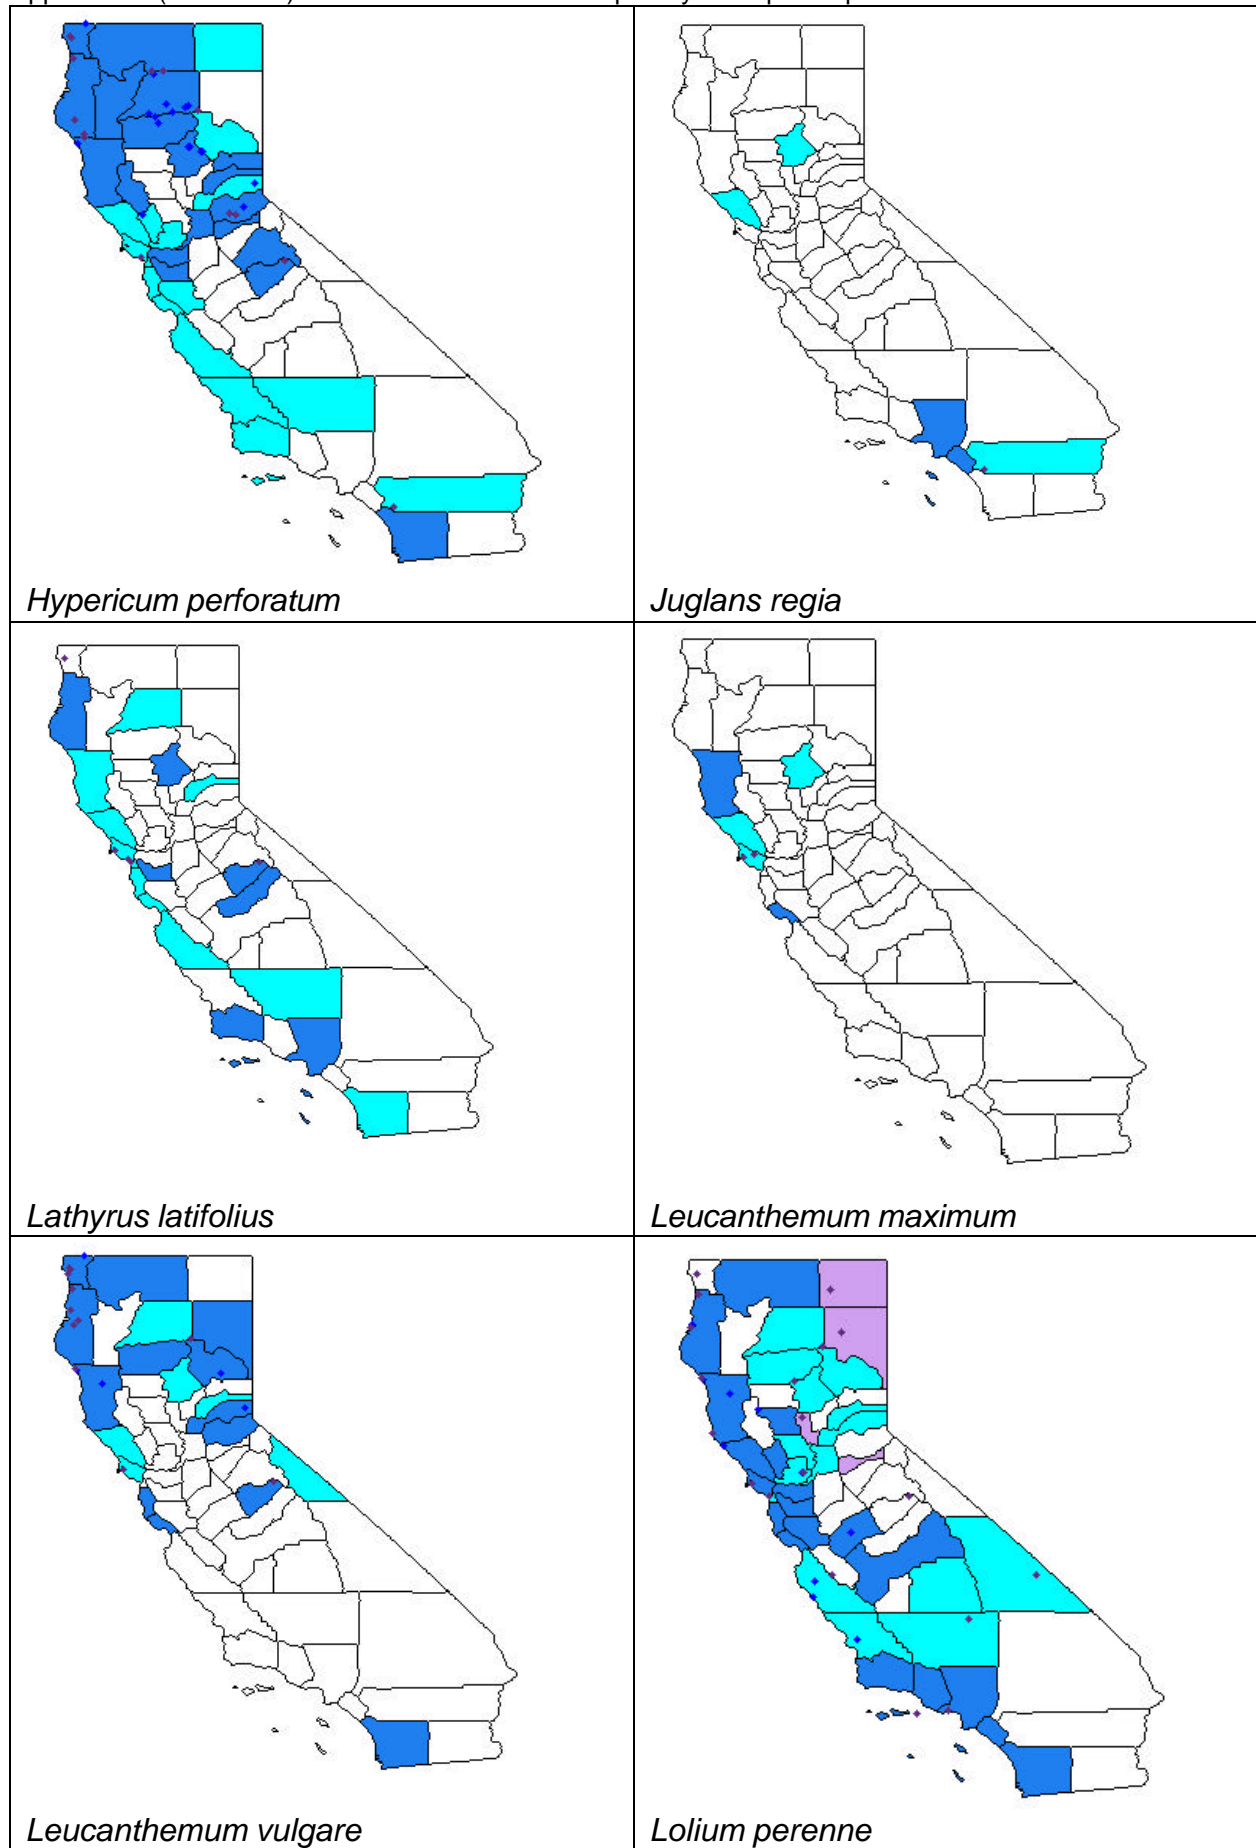 Hypericum perforatum
Juglans regia
Lathyrus latifolius
Leucanthemum maximum
Leucanthemum vulgare
Lolium perenne